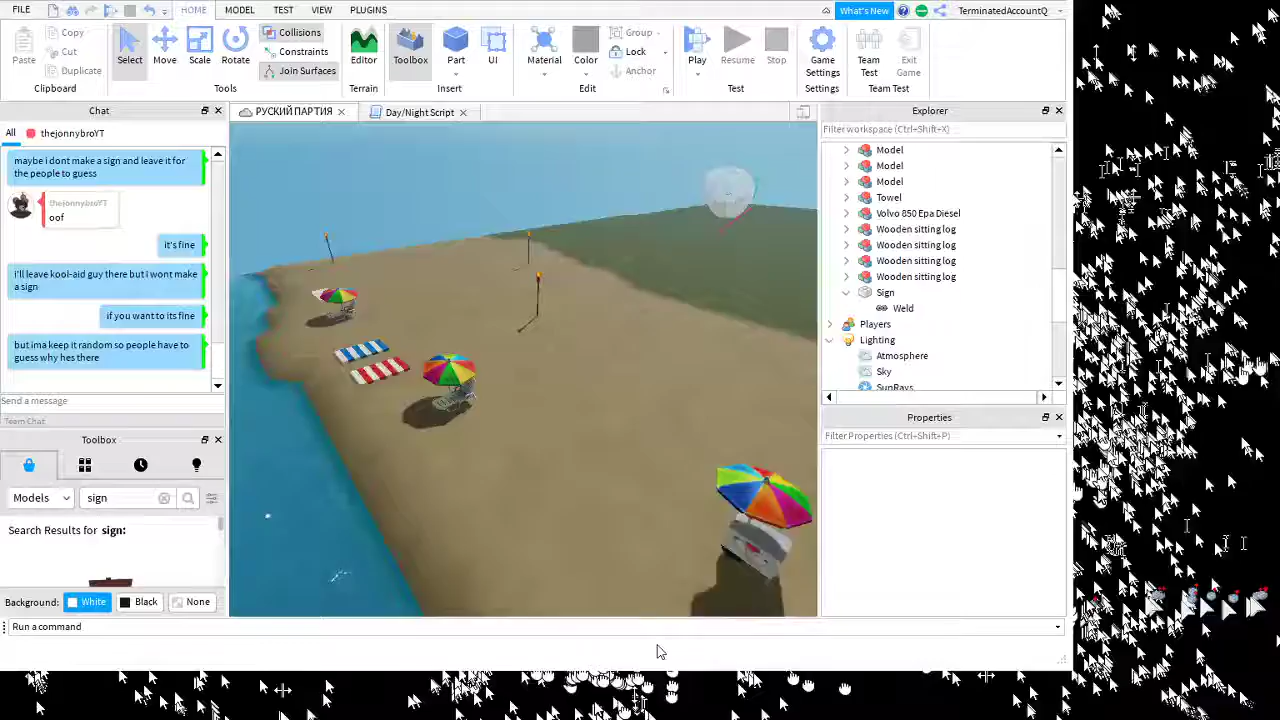 FILE
HOME
MODEL
TEST
VIEW
PLUGINS
What's New
TerminatedAccountQ
Paste
Copy
Cut
Duplicate
Clipboard
Select
Move
Scale
Rotate
Collisions
Constraints
Join Surfaces
Tools
Editor
Terrain
Toolbox
Part
UI
Insert
Material
Color
Group
Lock
Anchor
Edit
Play
Resume
Stop
Test
Game
Settings
Settings
Team
Test
Exit
Game
Team Test
Chat
All
thejonnybroYT
maybe i dont make a sign and leave it for
the people to guess
thejonnybroYT
oof
it's fine
i'll leave kool-aid guy there but i wont make
a sign
if you want to its fine
but ima keep it random so people have to
guess why hes there
Send a message
Team Chat
Toolbox
Models
sign
Search Results for sign:
Background:
White
Black
None
РУСКИЙ ПАРТИЯ
Day/Night Script
Explorer
Filter workspace (Ctrl+Shift+X)
Model
Model
Model
Towel
Volvo 850 Epa Diesel
Wooden sitting log
Wooden sitting log
Wooden sitting log
Wooden sitting log
Sign
Weld
Players
Lighting
Atmosphere
Sky
SunRays
Properties
Filter Properties (Ctrl+Shift+P)
Run a command